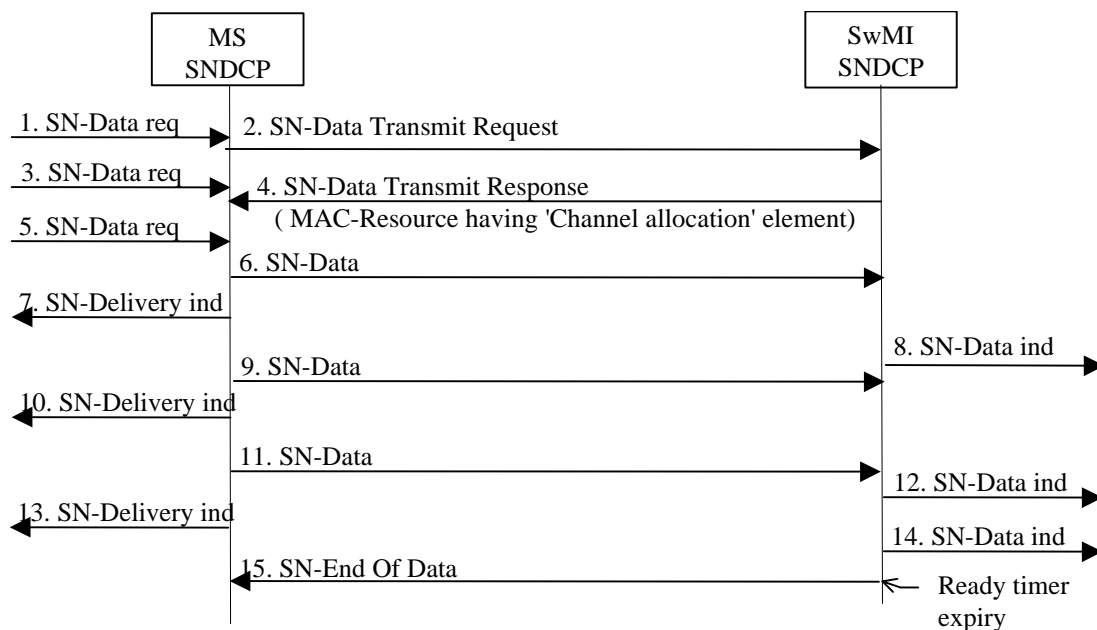 MS
SNDCP
SwMI
SNDCP
1. SN-Data req
2. SN-Data Transmit Request
3. SN-Data req
4. SN-Data Transmit Response
( MAC-Resource having 'Channel allocation' element)
5. SN-Data req
6. SN-Data
7. SN-Delivery ind
8. SN-Data ind
9. SN-Data
10. SN-Delivery ind
11. SN-Data
12. SN-Data ind
13. SN-Delivery ind
14. SN-Data ind
15. SN-End Of Data
Ready timer
expiry